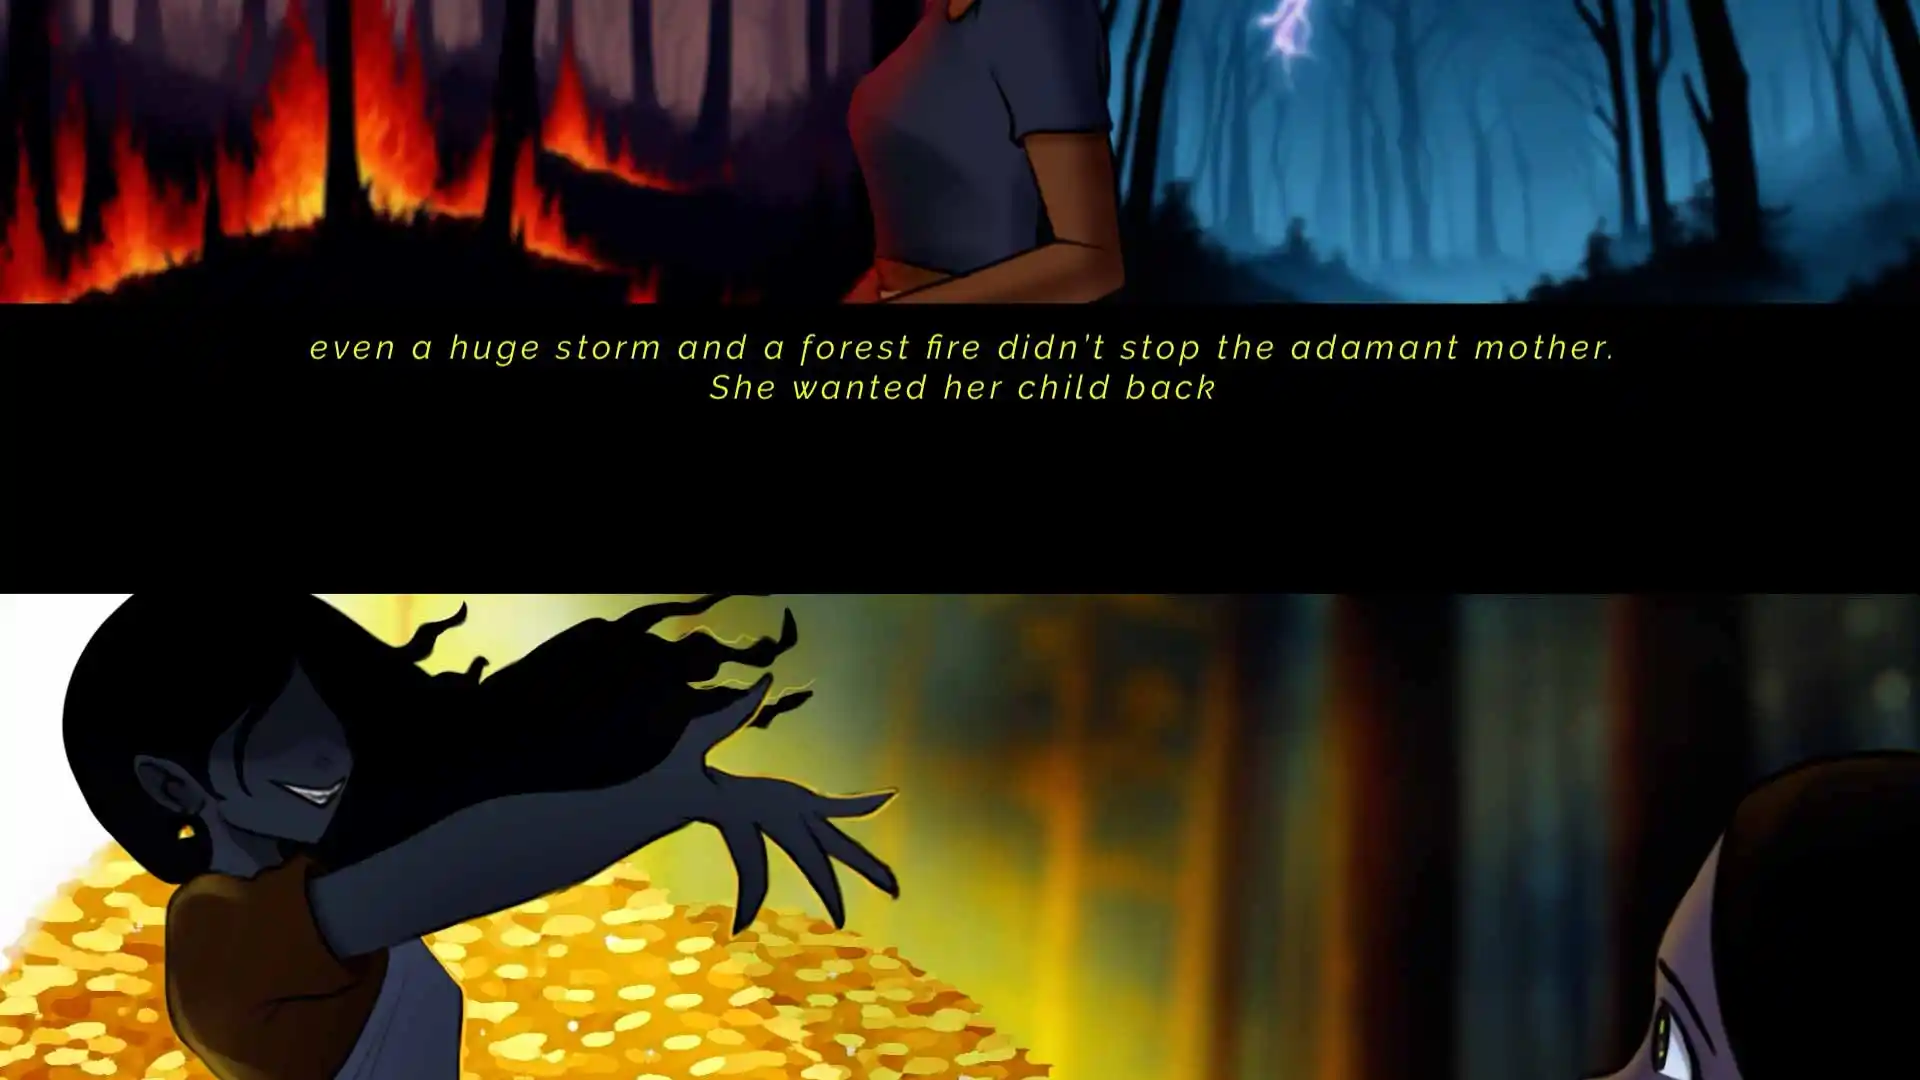 even a huge storm and a forest fire didn't stop the adamant mother.
She wanted her child back